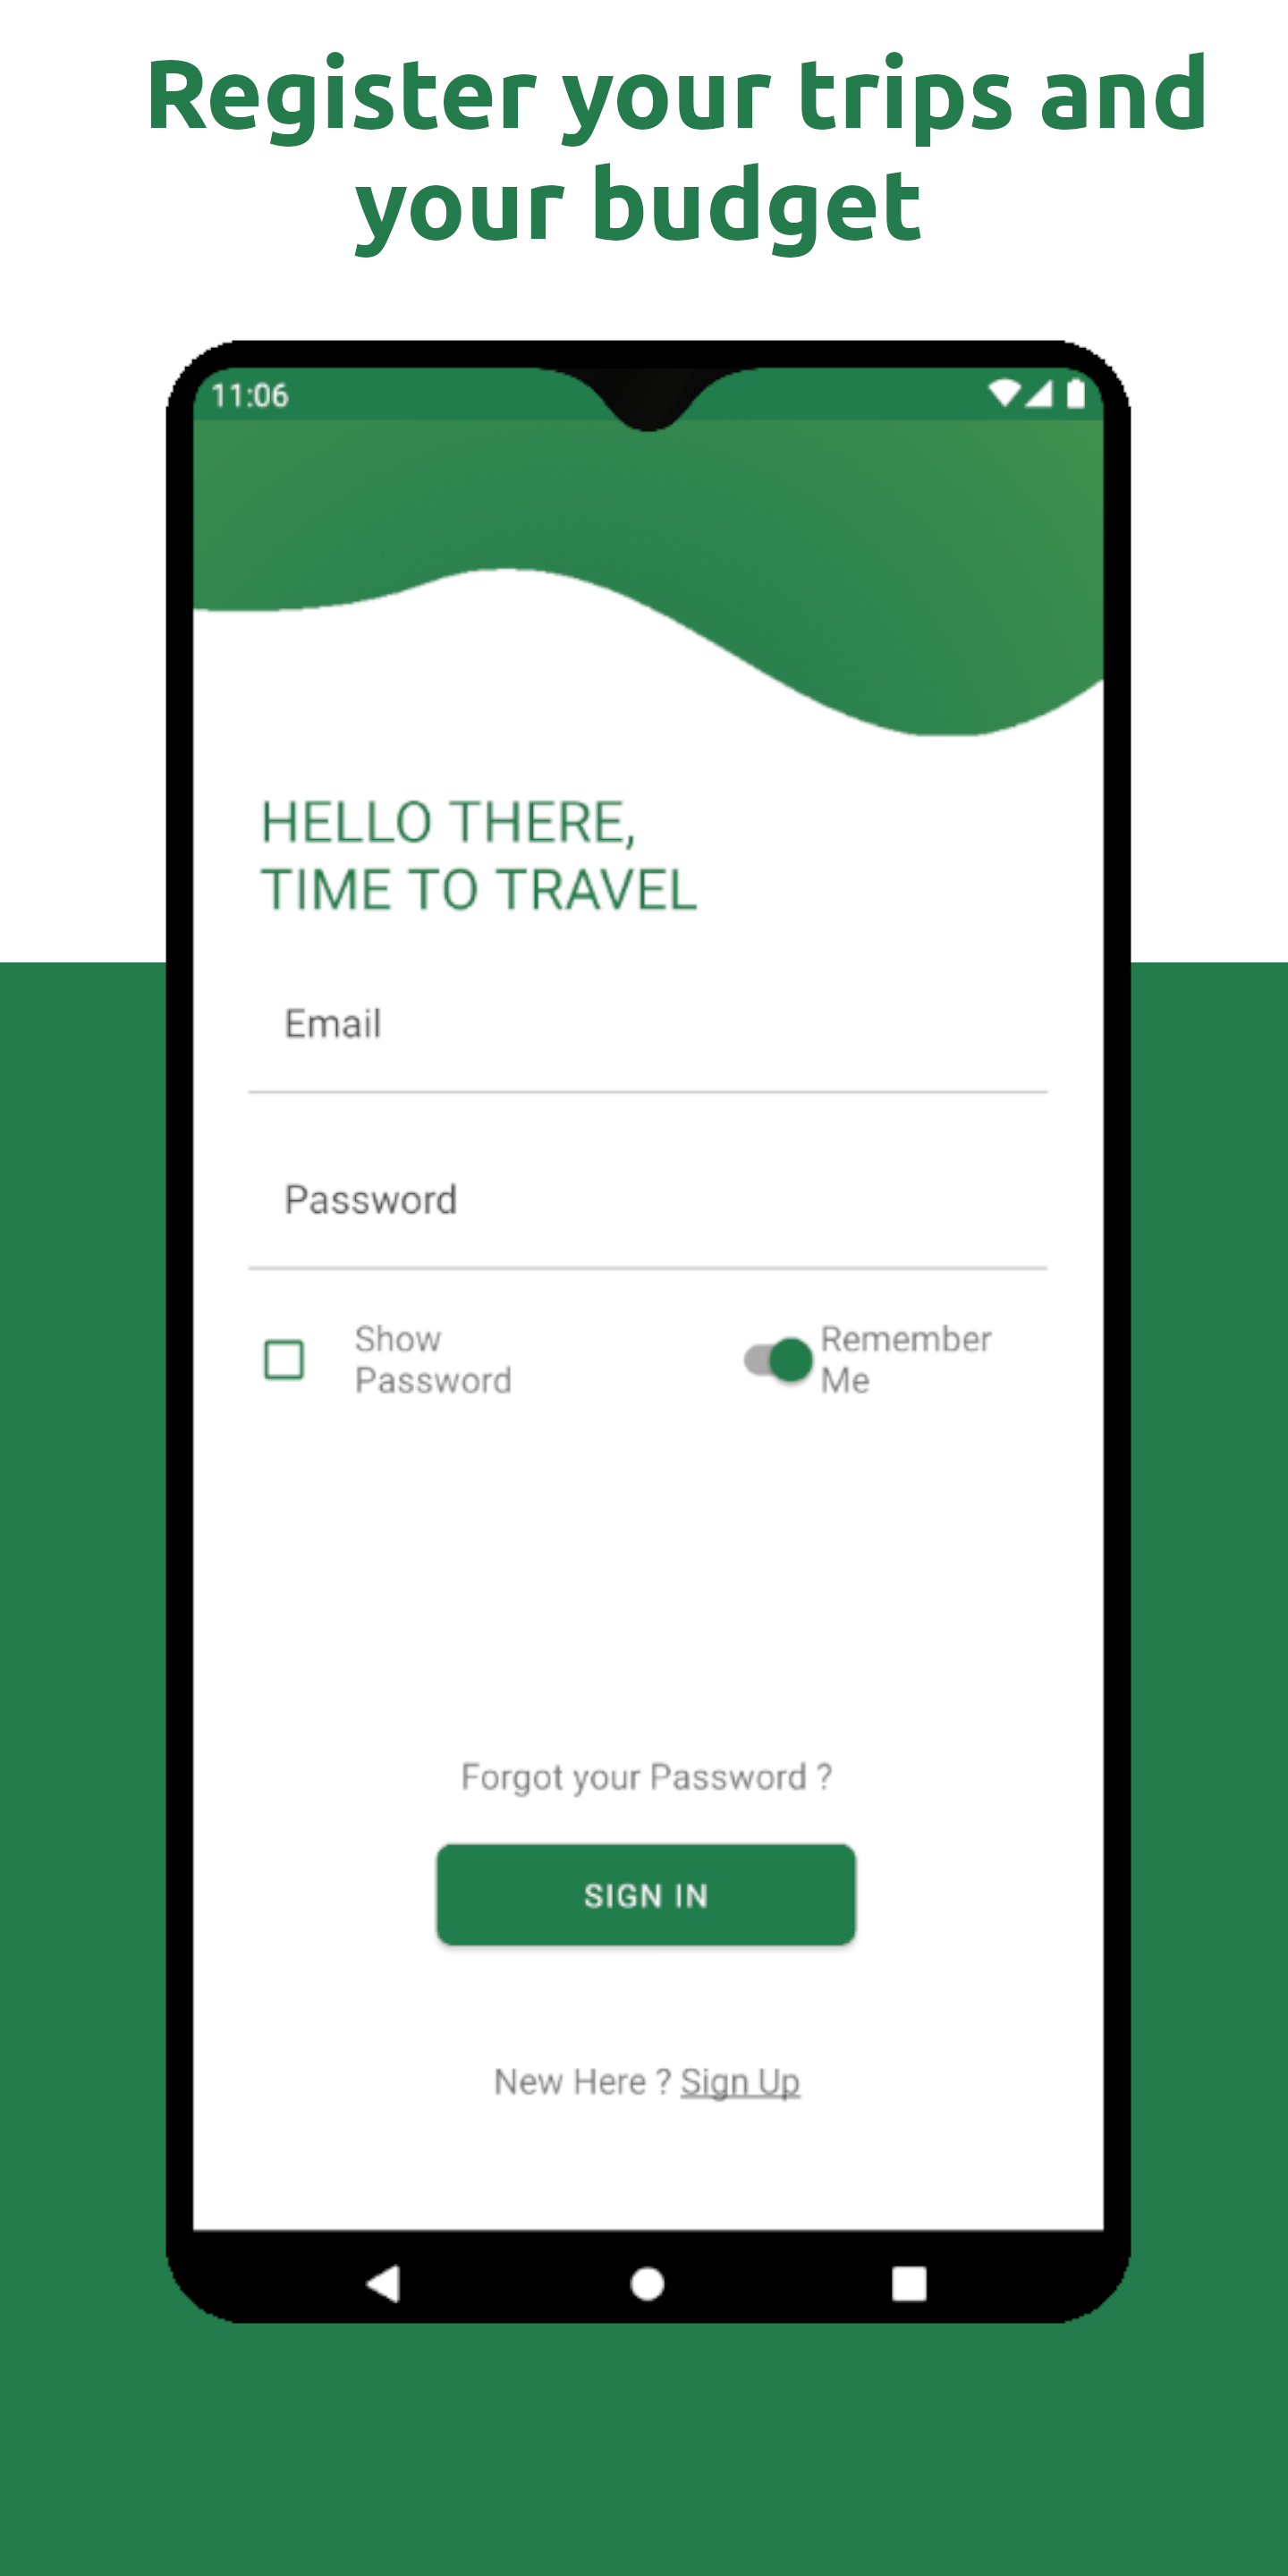 Register your trips and
your budget
11:06
HELLO THERE,
TIME TO TRAVEL
Email
Password
Show
Password
Remember
Me
Forgot your Password ?
SIGN IN
New Here ? Sign Up